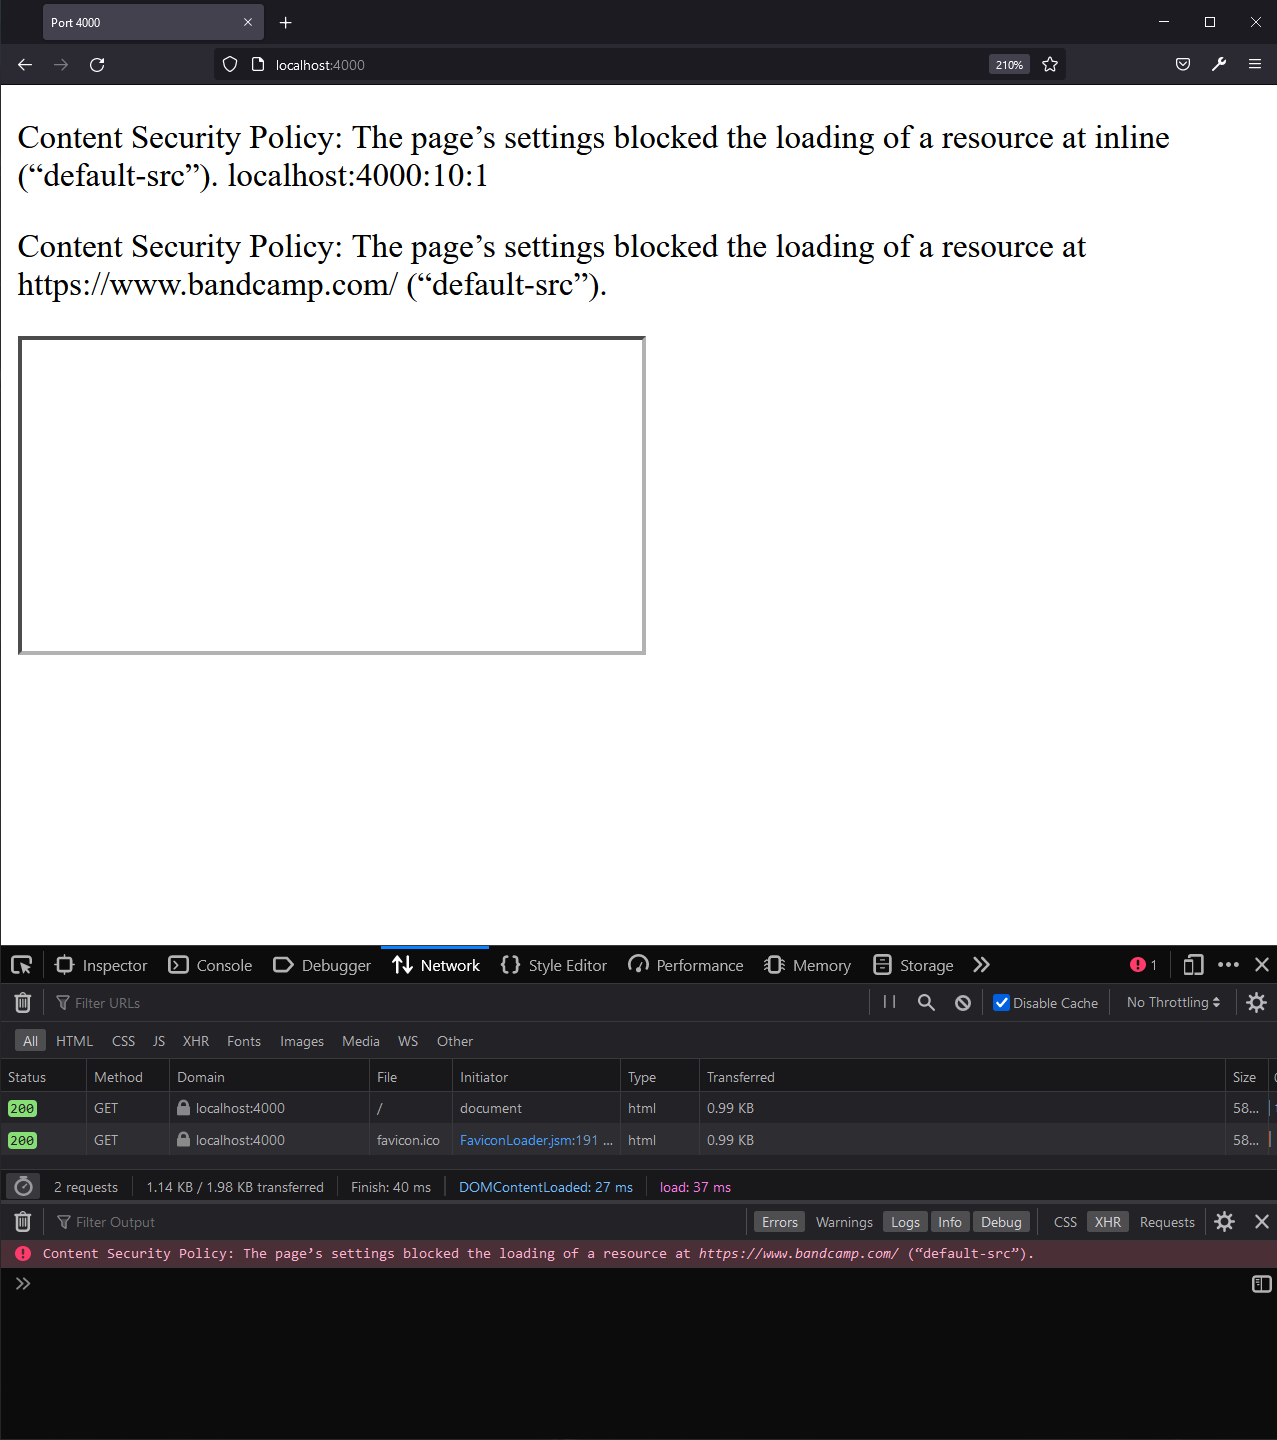 Port 4000
localhost:4000
210%
Content Security Policy: The page’s settings blocked the loading of a resource at inline
(“default-src”). localhost:4000:10:1
Content Security Policy: The page’s settings blocked the loading of a resource at
https://www.bandcamp.com/ (“default-src”).
Inspector Console Debugger Network Style Editor Performance Memory Storage 1
Filter URLs Disable Cache No Throttling
All HTML CSS JS XHR Fonts Images Media WS Other
Status Method Domain File Initiator Type Transferred Size
200 GET localhost:4000 / document html 0.99 KB 58...
200 GET localhost:4000 favicon.ico FaviconLoader.jsm:191 ... html 0.99 KB 58...
2 requests 1.14 KB / 1.98 KB transferred Finish: 40 ms DOMContentLoaded: 27 ms load: 37 ms
Filter Output Errors Warnings Logs Info Debug CSS XHR Requests
Content Security Policy: The page’s settings blocked the loading of a resource at https://www.bandcamp.com/ (“default-src”).